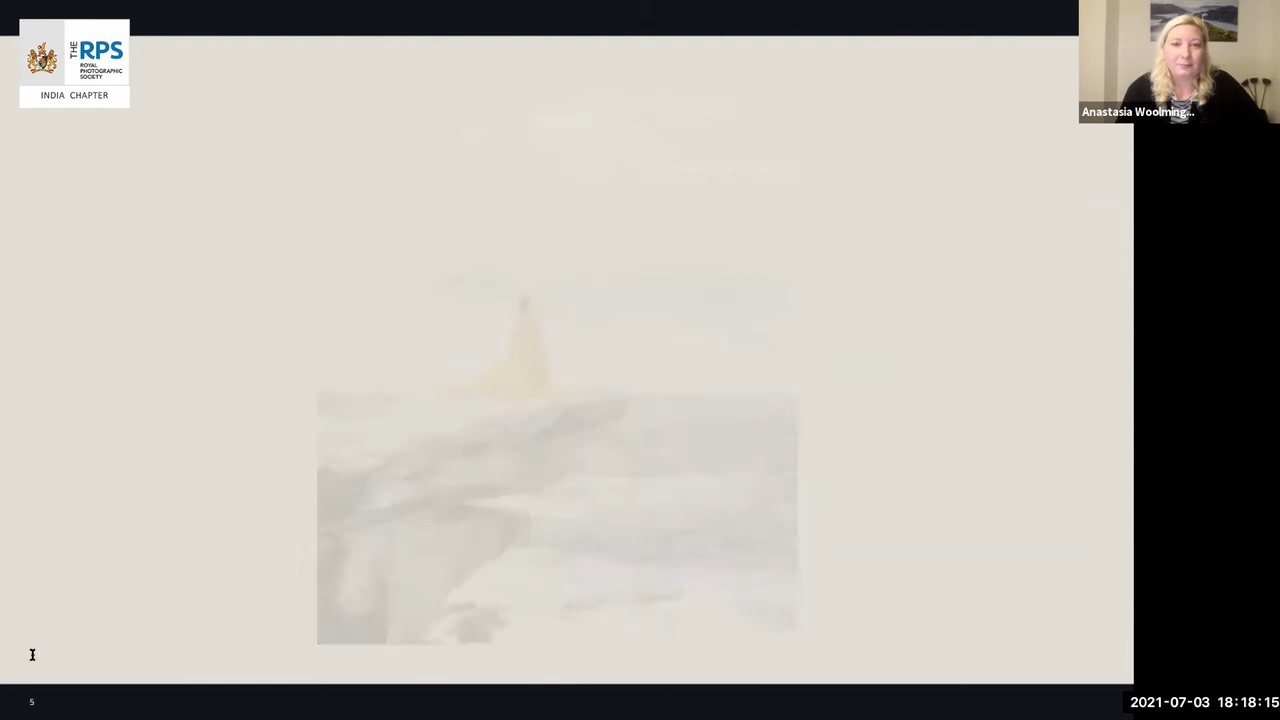 THE RPS
ROYAL
PHOTOGRAPHIC
SOCIETY
INDIA CHAPTER
Anastasia Woolming...
5
2021-07-03 18:18:15